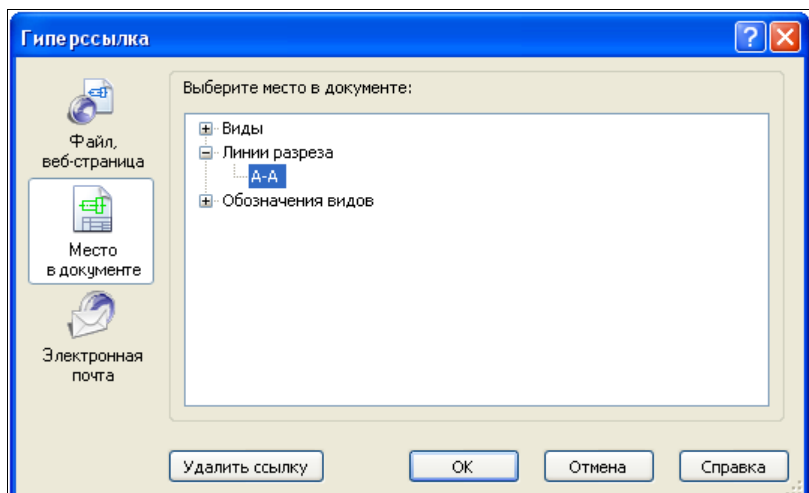 Гиперссылка
Файл,
веб-страница
Место
в документе
Электронная
почта
Выберите место в документе:
Виды
Линии разреза
А-А
Обозначения видов
Удалить ссылку
ОК
Отмена
Справка